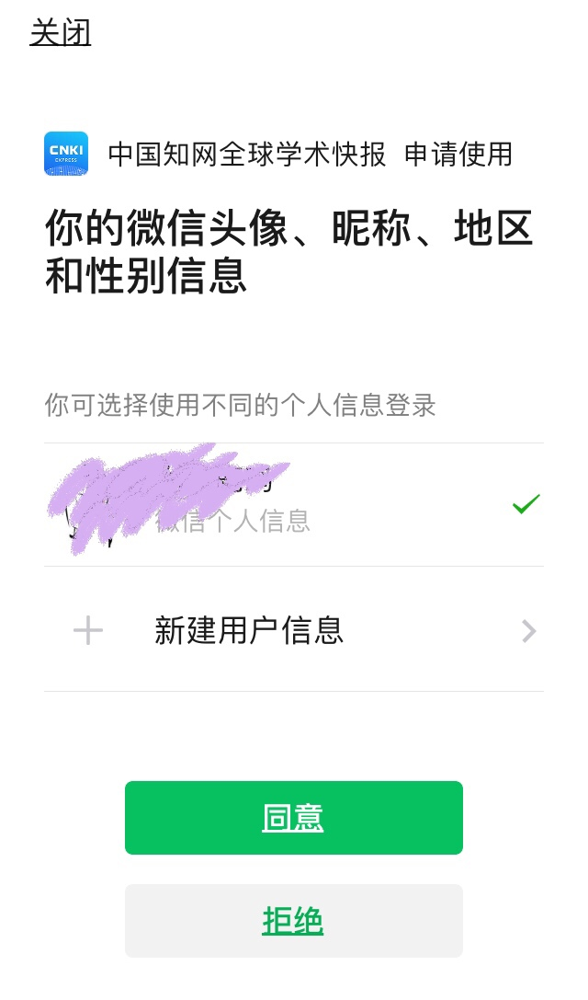 关闭
CNKI
EXPRESS
中国知网全球学术快报 申请使用
你的微信头像、昵称、地区
和性别信息
你可选择使用不同的个人信息登录
微信个人信息
新建用户信息
同意
拒绝